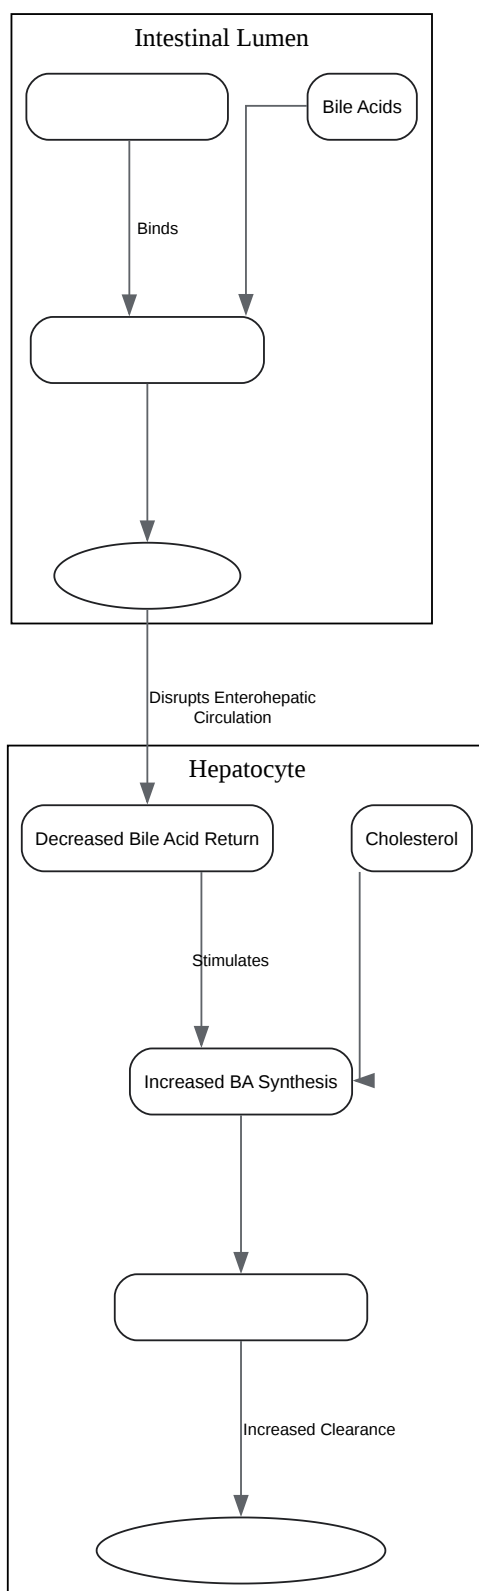 Intestinal Lumen
Bile Acids
Binds
Disrupts Enterohepatic
Circulation
Hepatocyte
Decreased Bile Acid Return
Cholesterol
Stimulates
Increased BA Synthesis
Increased Clearance